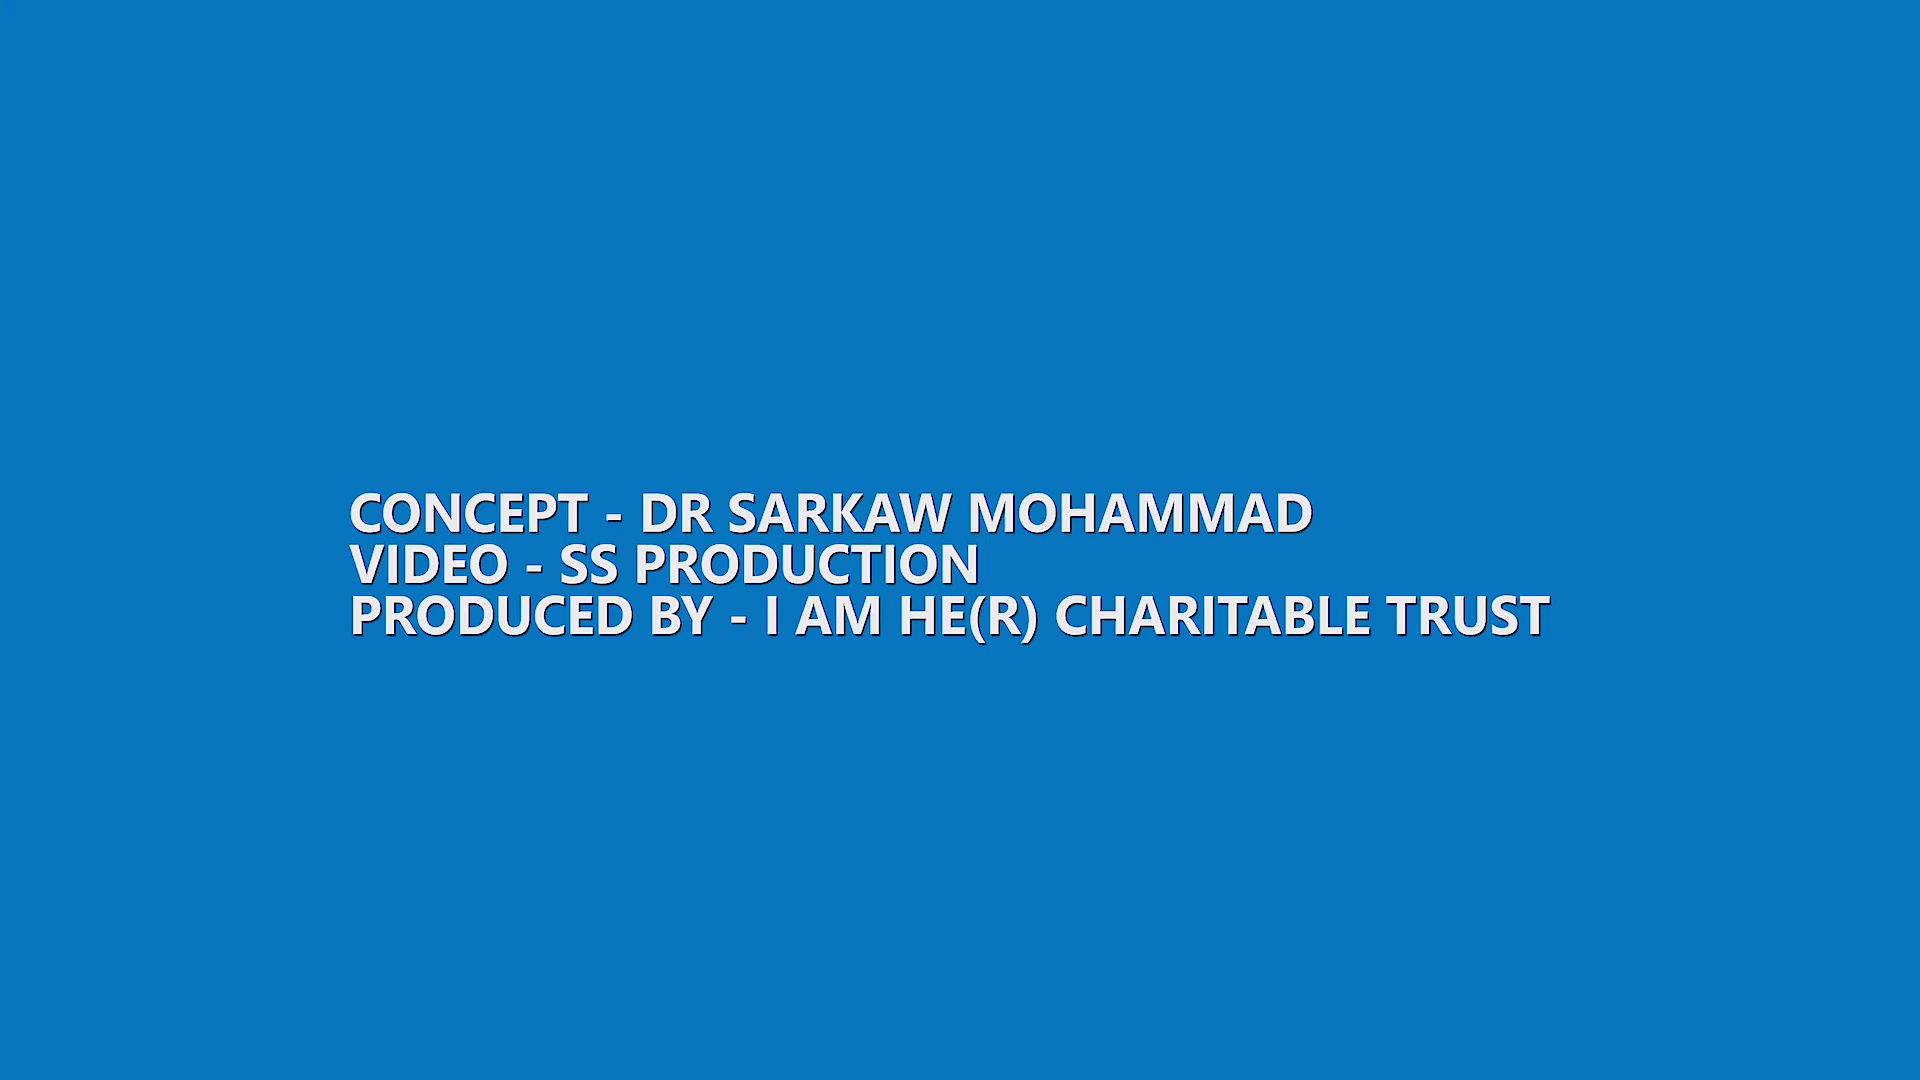 CONCEPT - DR SARKAW MOHAMMAD
VIDEO - SS PRODUCTION
PRODUCED BY - I AM HE(R) CHARITABLE TRUST